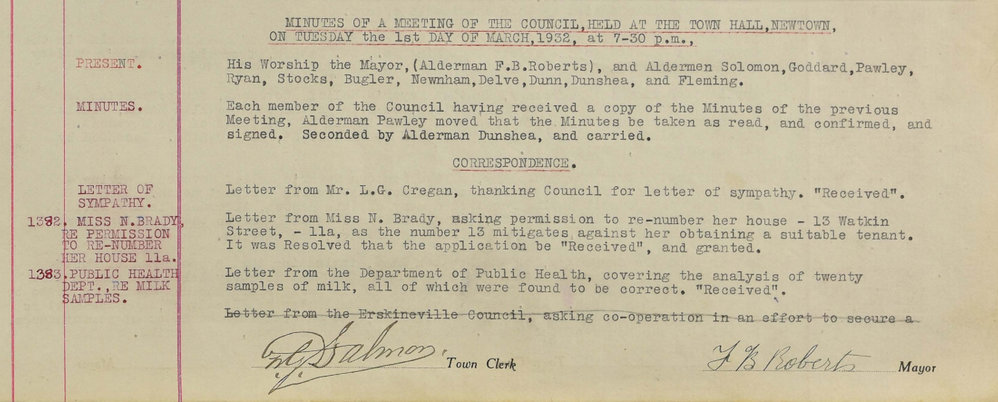 MINUTES OF A MEETING OF THE COUNCIL,HELD AT THE TOWN HALL,NEWTOWN,
ON TUESDAY the 1st DAY OF MARCH,1932, at 7-30 p.m.,
PRESENT.
His Worship the Mayor,(Alderman F.B.Roberts), and Aldermen Solomon,Goddard,Pawley,
Ryan, Stocks, Bugler, Newnham,Delve,Dunn,Dunshea, and Fleming.
MINUTES.
Each member of the Council having received a copy of the Minutes of the previous
Meeting, Alderman Pawley moved that the Minutes be taken as read, and confirmed, and
signed. Seconded by Alderman Dunshea, and carried.
CORRESPONDENCE.
LETTER OF
SYMPATHY.
Letter from Mr. L.G. Cregan, thanking Council for letter of sympathy. "Received".
1382. MISS N.BRADY,
RE PERMISSION
TO RE-NUMBER
HER HOUSE 11a.
Letter from Miss N. Brady, asking permission to re-number her house - 13 Watkin
Street, - 11a, as the number 13 mitigates against her obtaining a suitable tenant.
It was Resolved that the application be "Received", and granted.
1383.PUBLIC HEALTH
DEPT.,RE MILK
SAMPLES.
Letter from the Department of Public Health, covering the analysis of twenty
samples of milk, all of which were found to be correct. "Received".
Letter from the Erskineville Council, asking co-operation in an effort to secure a
Salmon. Town Clerk
F B Roberts Mayor